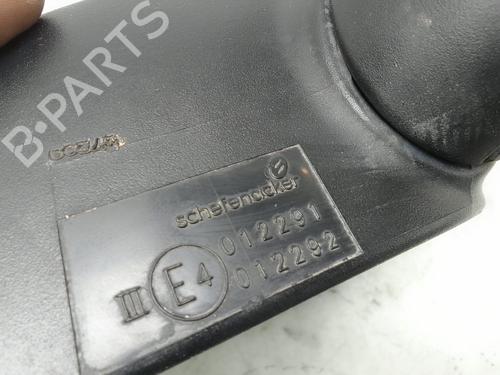 B-PARTS
schefenacker
III E4 012291
012292